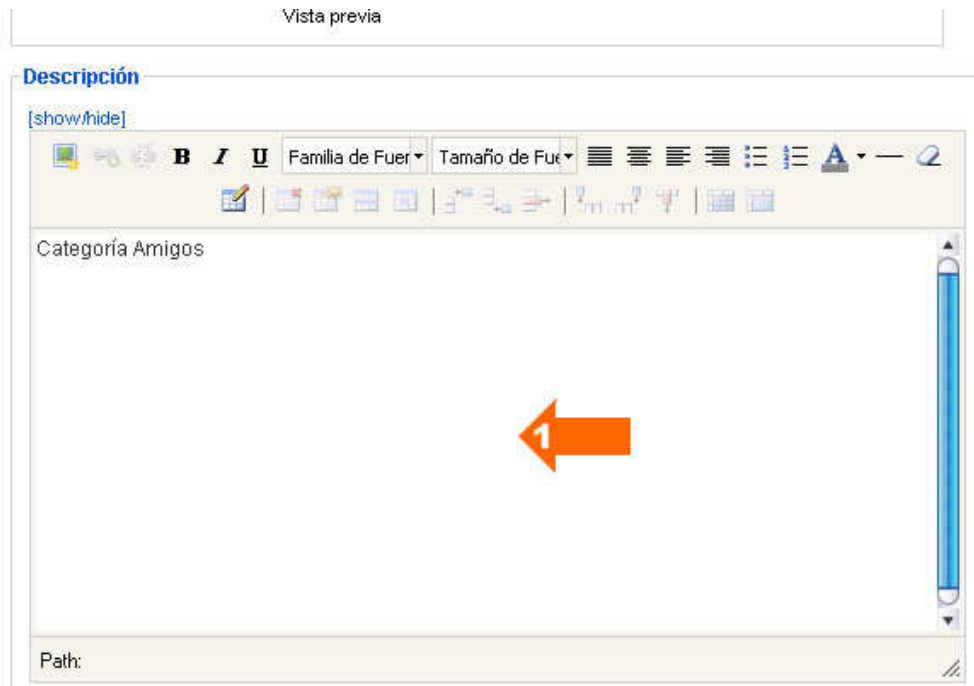 Vista previa
Descripción
[show/hide]
B I U Familia de Fuer Tamaño de Fue A
Categoría Amigos
1
Path: